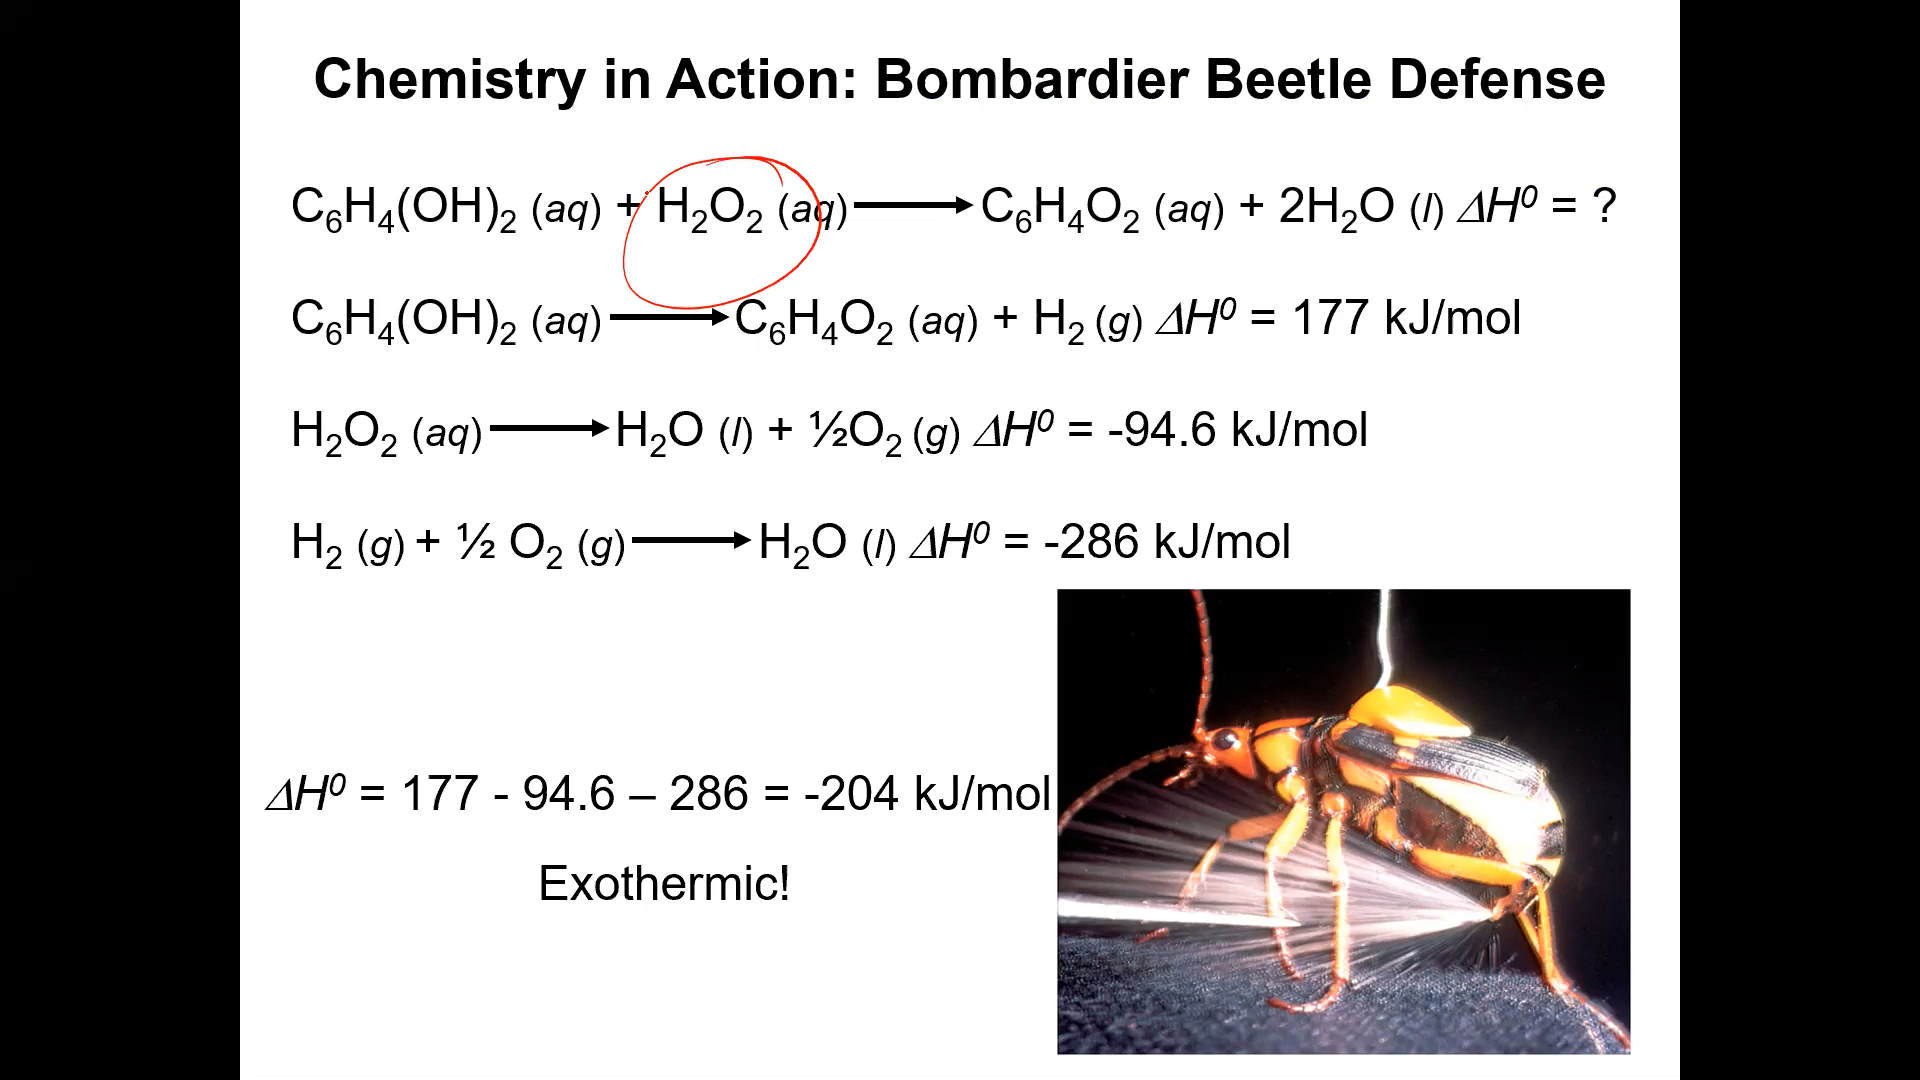 Chemistry in Action: Bombardier Beetle Defense
C₆H₄(OH)₂ (aq) + H₂O₂ (aq) ⟶ C₆H₄O₂ (aq) + 2H₂O (l) ΔH⁰ = ?
C₆H₄(OH)₂ (aq) ⟶ C₆H₄O₂ (aq) + H₂ (g) ΔH⁰ = 177 kJ/mol
H₂O₂ (aq) ⟶ H₂O (l) + ½O₂ (g) ΔH⁰ = -94.6 kJ/mol
H₂ (g) + ½ O₂ (g) ⟶ H₂O (l) ΔH⁰ = -286 kJ/mol
ΔH⁰ = 177 - 94.6 – 286 = -204 kJ/mol
Exothermic!